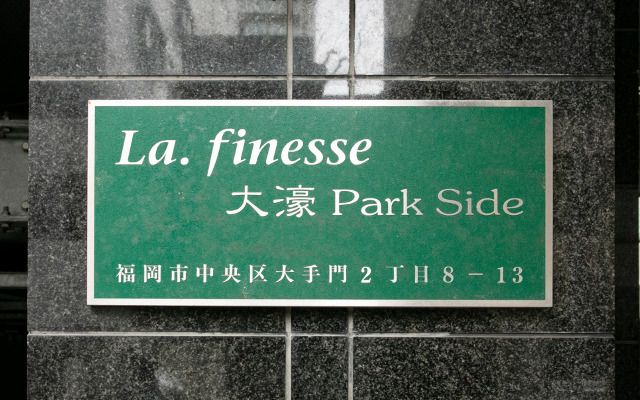 La. finesse
大濠 Park Side
福岡市中央区大手門2丁目8－13